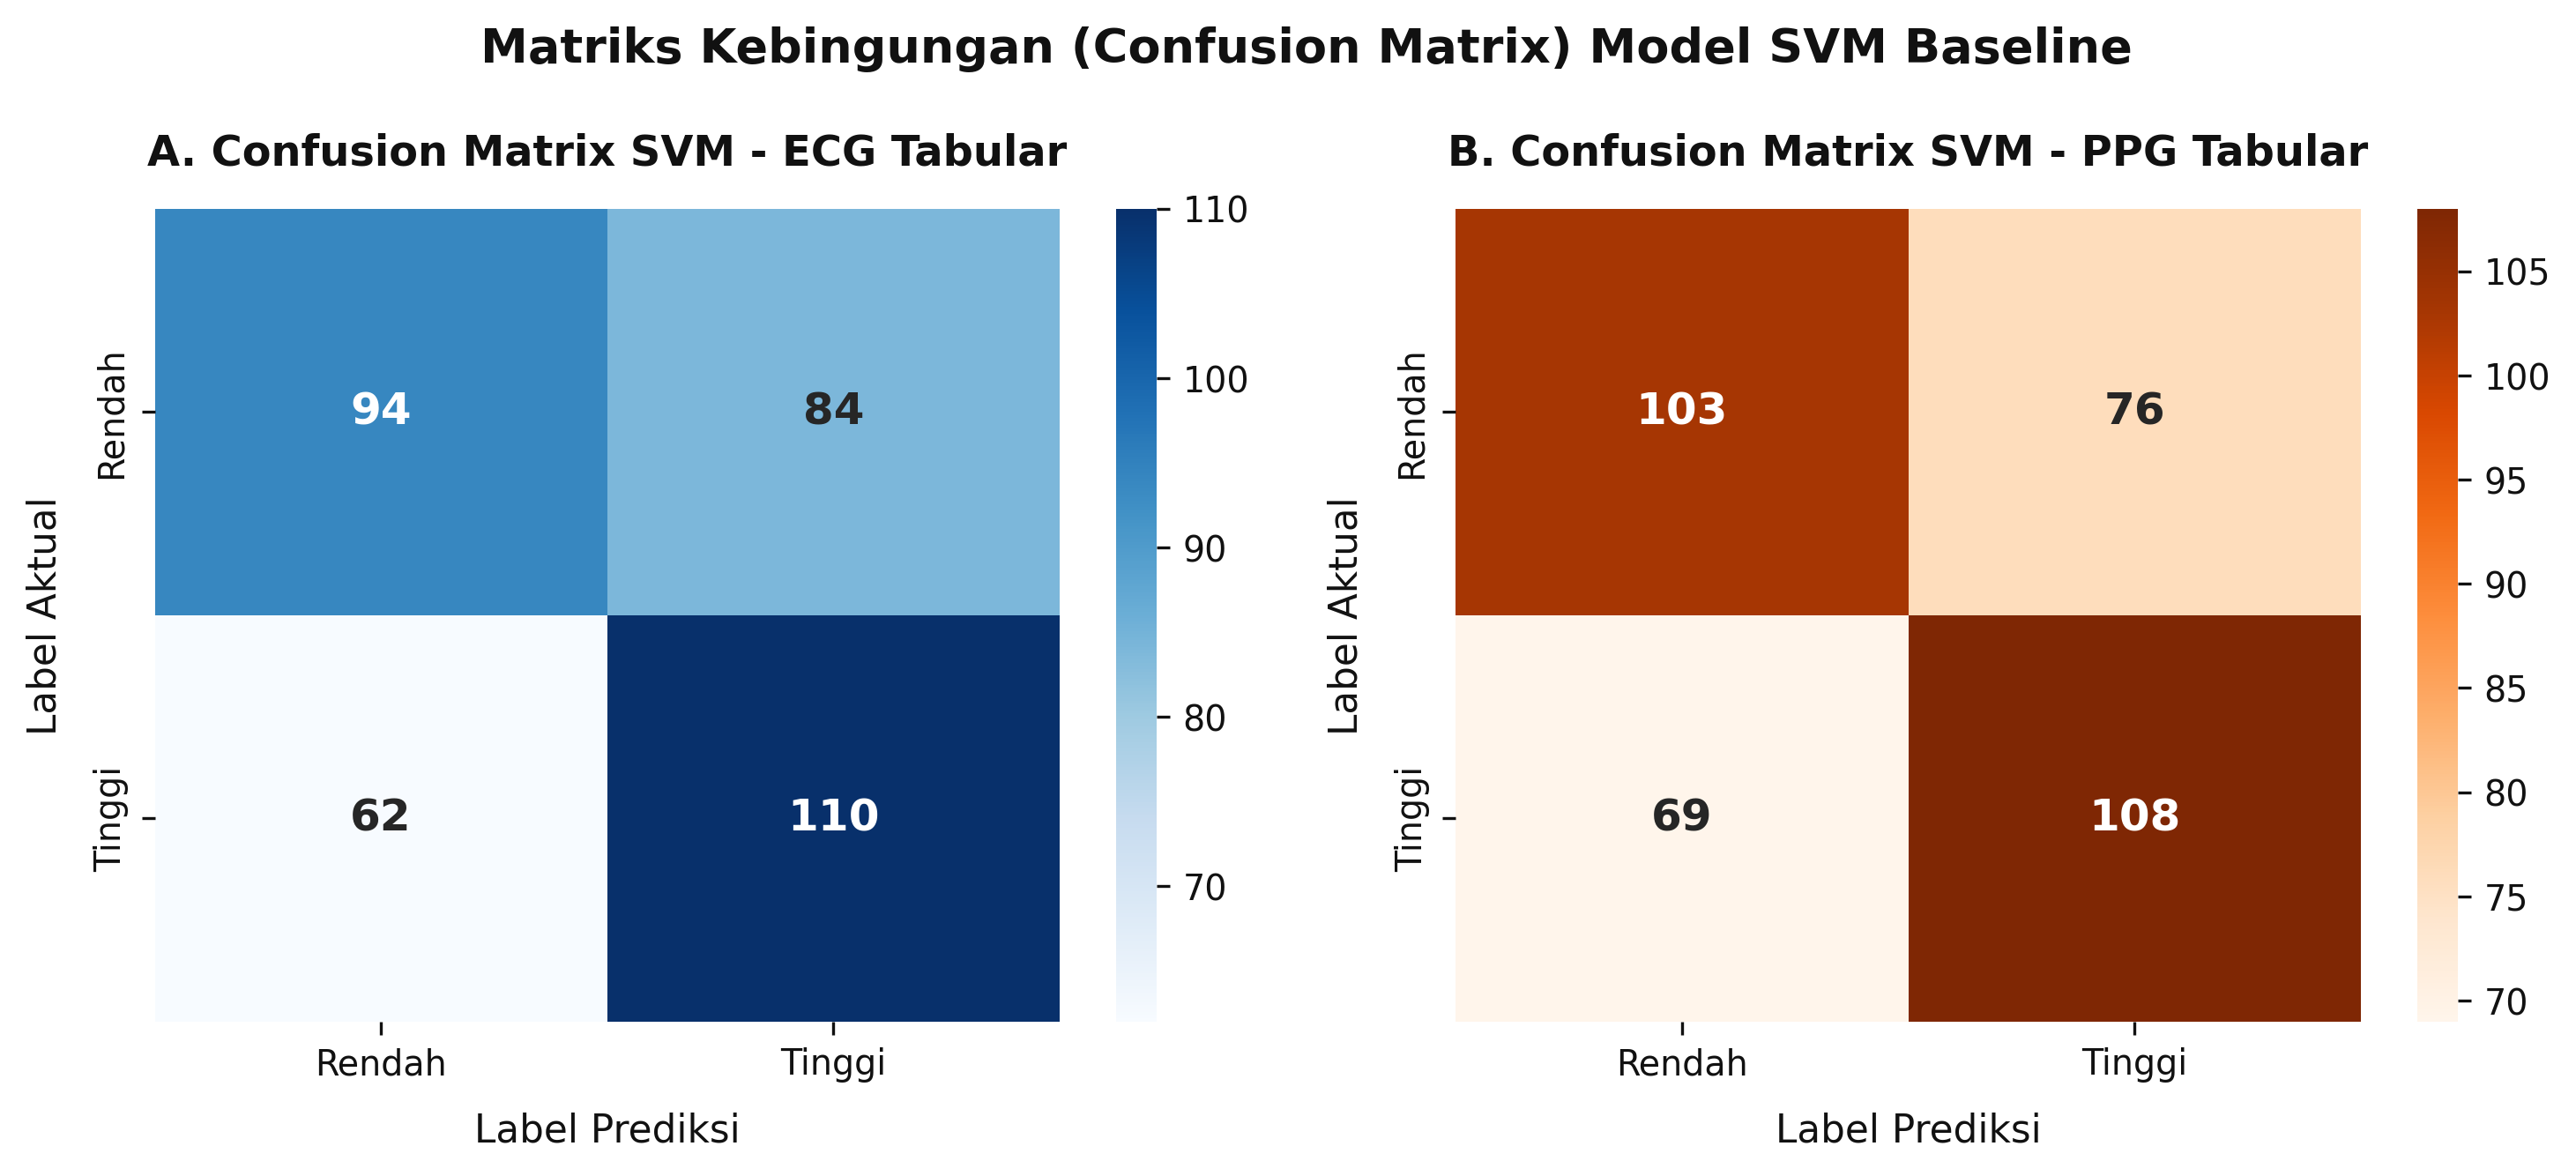 Matriks Kebingungan (Confusion Matrix) Model SVM Baseline
A. Confusion Matrix SVM - ECG Tabular
Label Aktual
Rendah
Tinggi
94
84
62
110
Rendah
Tinggi
Label Prediksi
110
100
90
80
70
B. Confusion Matrix SVM - PPG Tabular
Label Aktual
Rendah
Tinggi
103
76
69
108
Rendah
Tinggi
Label Prediksi
105
100
95
90
85
80
75
70